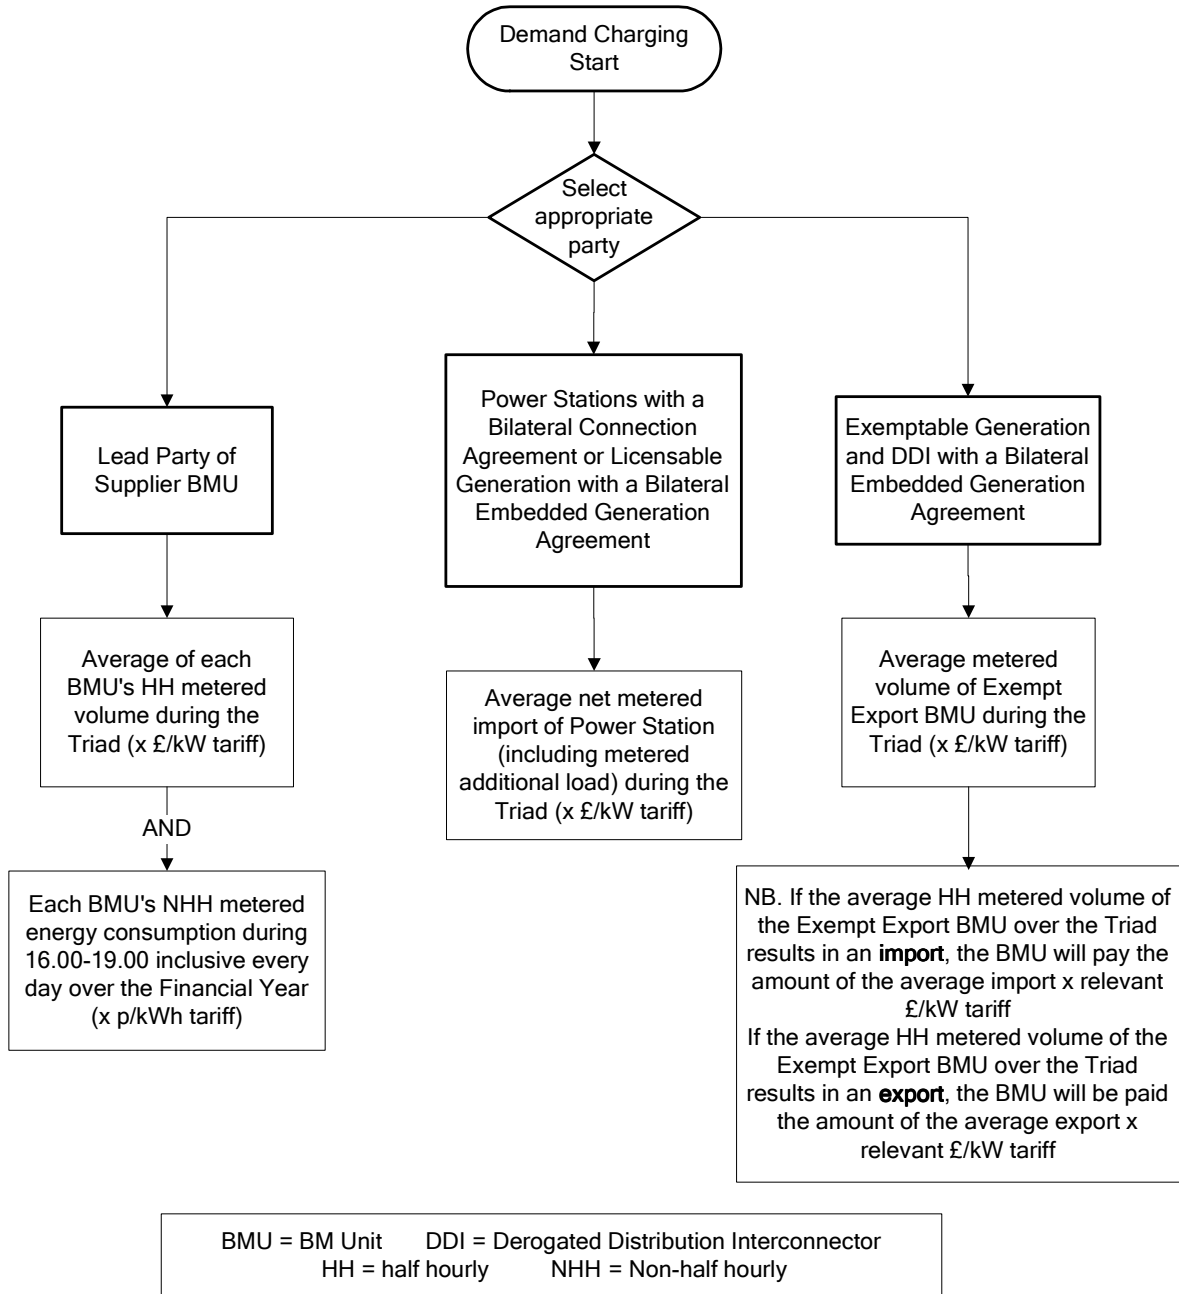 Demand Charging
Start
Select
appropriate
party
Lead Party of
Supplier BMU
Power Stations with a
Bilateral Connection
Agreement or Licensable
Generation with a Bilateral
Embedded Generation
Agreement
Exemptable Generation
and DDI with a Bilateral
Embedded Generation
Agreement
Average of each
BMU's HH metered
volume during the
Triad (x £/kW tariff)
AND
Each BMU's NHH metered
energy consumption during
16.00-19.00 inclusive every
day over the Financial Year
(x p/kWh tariff)
Average net metered
import of Power Station
(including metered
additional load) during the
Triad (x £/kW tariff)
Average metered
volume of Exempt
Export BMU during the
Triad (x £/kW tariff)
NB. If the average HH metered volume of
the Exempt Export BMU over the Triad
results in an import, the BMU will pay the
amount of the average import x relevant
£/kW tariff
If the average HH metered volume of the
Exempt Export BMU over the Triad
results in an export, the BMU will be paid
the amount of the average export x
relevant £/kW tariff
BMU = BM Unit DDI = Derogated Distribution Interconnector
HH = half hourly NHH = Non-half hourly